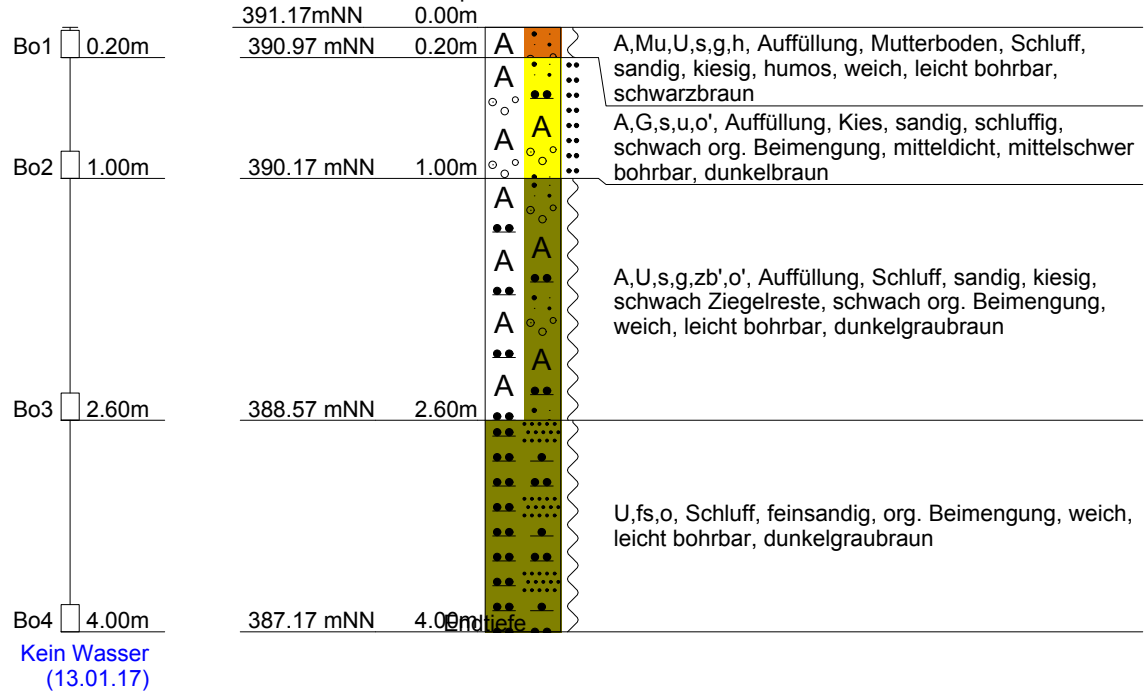 391.17mNN 0.00m
Bo1 0.20m 390.97 mNN 0.20m A
A,Mu,U,s,g,h, Auffüllung, Mutterboden, Schluff,
sandig, kiesig, humos, weich, leicht bohrbar,
schwarzbraun
A
A
A
A,G,s,u,o', Auffüllung, Kies, sandig, schluffig,
schwach org. Beimengung, mitteldicht, mittelschwer
bohrbar, dunkelbraun
Bo2 1.00m 390.17 mNN 1.00m
A
A
A
A
A
A
A,U,s,g,zb',o', Auffüllung, Schluff, sandig, kiesig,
schwach Ziegelreste, schwach org. Beimengung,
weich, leicht bohrbar, dunkelgraubraun
Bo3 2.60m 388.57 mNN 2.60m
U,fs,o, Schluff, feinsandig, org. Beimengung, weich,
leicht bohrbar, dunkelgraubraun
Bo4 4.00m 387.17 mNN 4.00m
Endtiefe
Kein Wasser
(13.01.17)